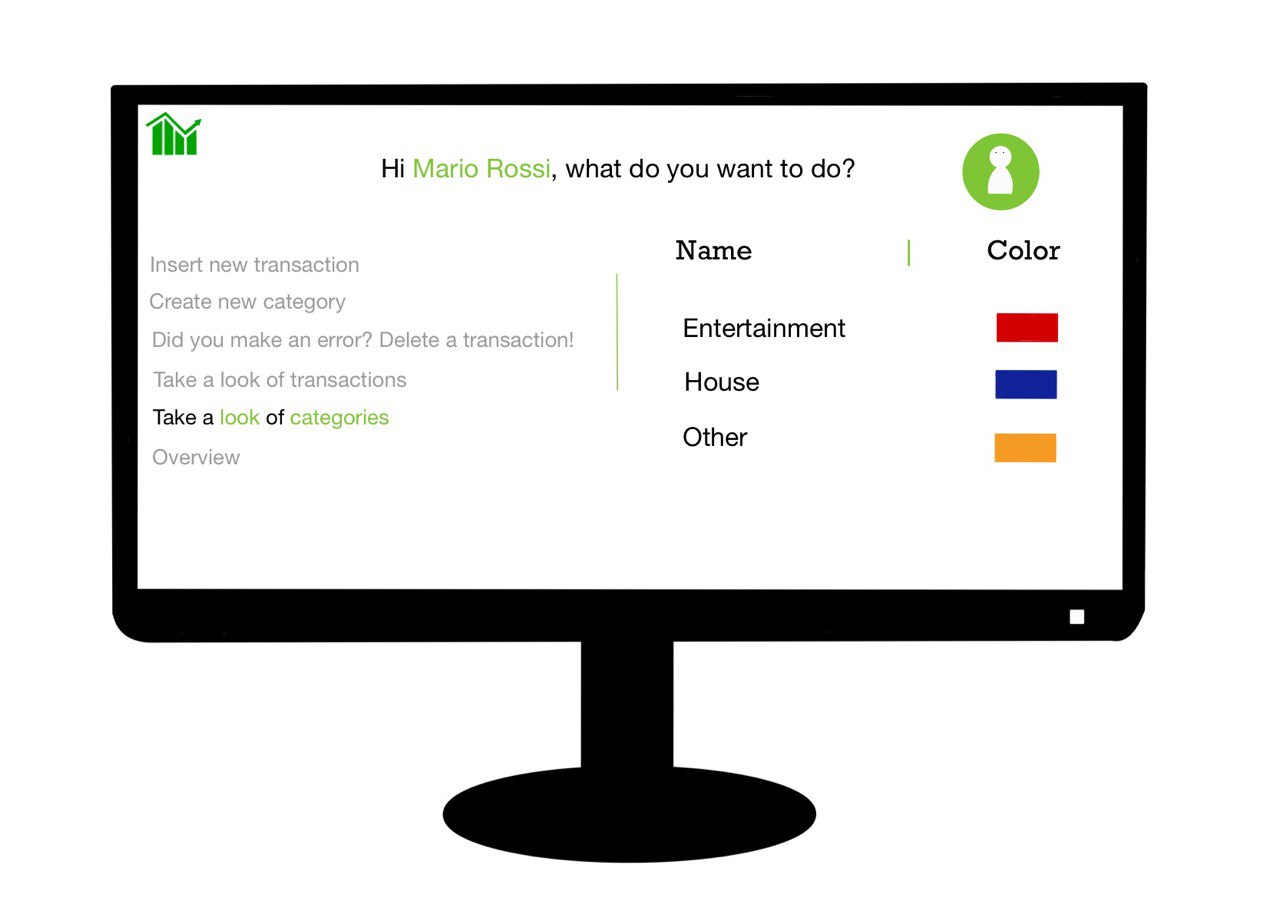 Hi Mario Rossi, what do you want to do?
Insert new transaction
Create new category
Did you make an error? Delete a transaction!
Take a look of transactions
Take a look of categories
Overview
Name | Color
Entertainment
House
Other